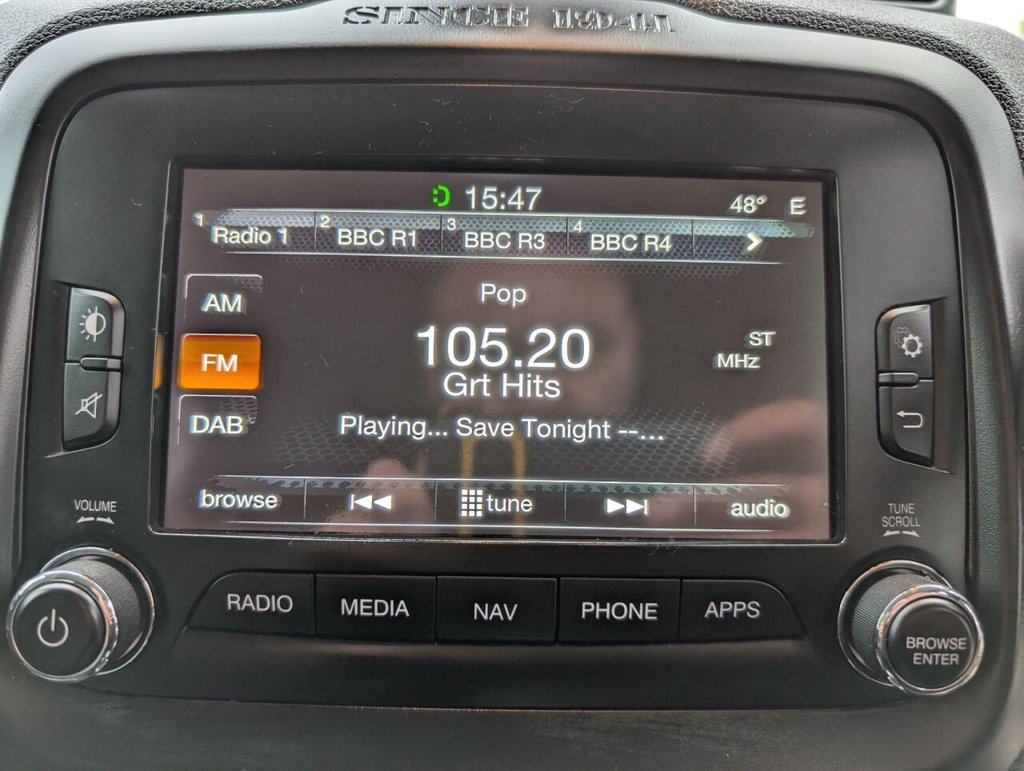 SINCE 1941
15:47 48° E
1 Radio 1 2 BBC R1 3 BBC R3 4 BBC R4
AM
FM
DAB
Pop
105.20
ST
MHz
Grt Hits
Playing... Save Tonight --...
browse tune audio
VOLUME
TUNE
SCROLL
RADIO MEDIA NAV PHONE APPS
BROWSE
ENTER